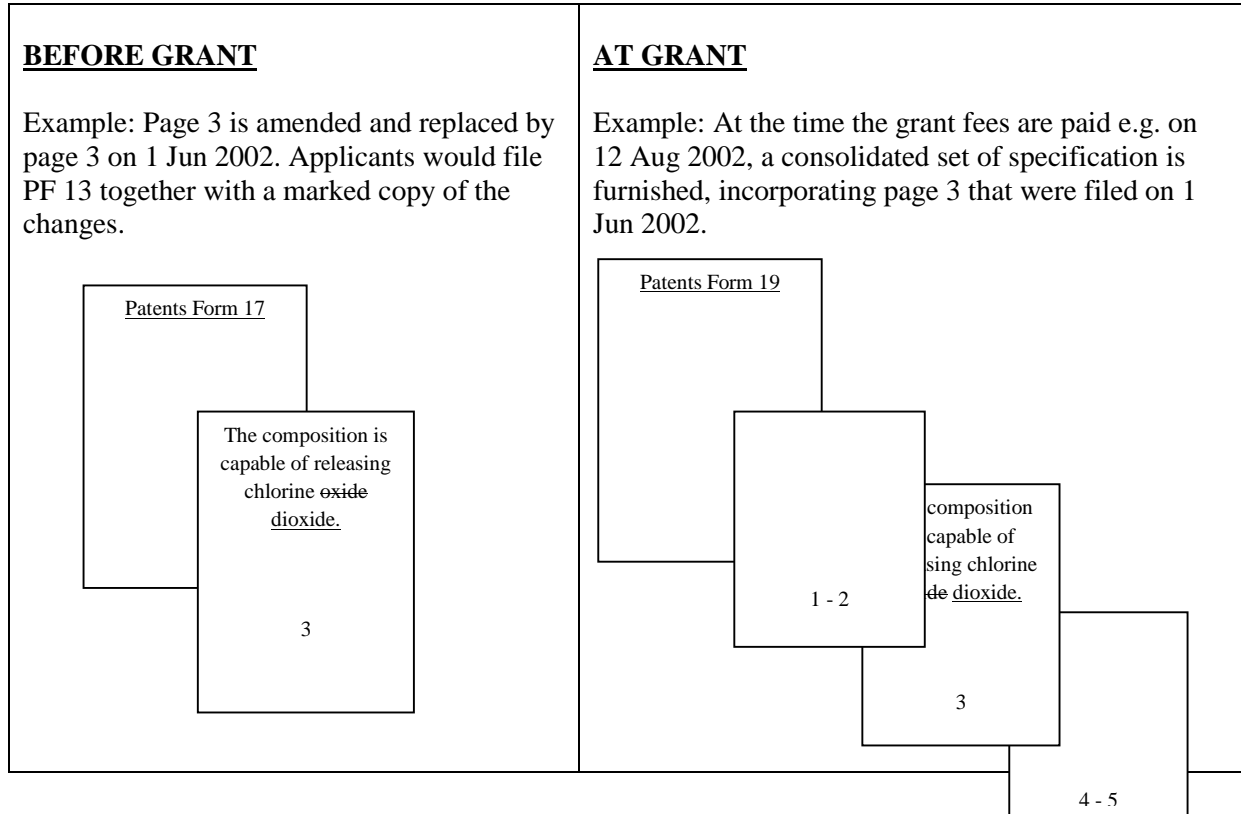 BEFORE GRANT
Example: Page 3 is amended and replaced by
page 3 on 1 Jun 2002. Applicants would file
PF 13 together with a marked copy of the
changes.
Patents Form 17
The composition is
capable of releasing
chlorine oxide
dioxide.
3
AT GRANT
Example: At the time the grant fees are paid e.g. on
12 Aug 2002, a consolidated set of specification is
furnished, incorporating page 3 that were filed on 1
Jun 2002.
Patents Form 19
1 - 2
composition
capable of
sing chlorine
de dioxide.
3
4 - 5